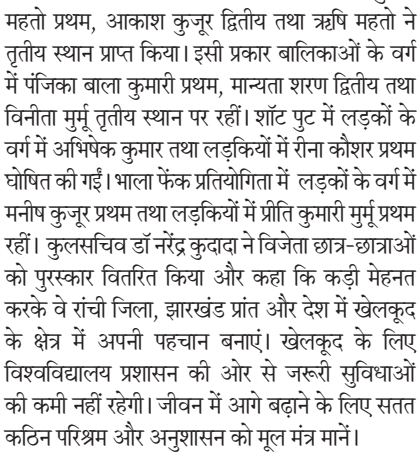 महतो प्रथम, आकाश कुजूर द्वितीय तथा ऋषि महतो ने
तृतीय स्थान प्राप्त किया। इसी प्रकार बालिकाओं के वर्ग
में पंजिका बाला कुमारी प्रथम, मान्यता शरण द्वितीय तथा
विनीता मुर्मू तृतीय स्थान पर रहीं। शॉट पुट में लड़कों के
वर्ग में अभिषेक कुमार तथा लड़कियों में रीना कौशर प्रथम
घोषित की गईं। भाला फेंक प्रतियोगिता में लड़कों के वर्ग में
मनीष कुजूर प्रथम तथा लड़कियों में प्रीति कुमारी मुर्मू प्रथम
रहीं। कुलसचिव डॉ नरेंद्र कुदादा ने विजेता छात्र-छात्राओं
को पुरस्कार वितरित किया और कहा कि कड़ी मेहनत
करके वे रांची जिला, झारखंड प्रांत और देश में खेलकूद
के क्षेत्र में अपनी पहचान बनाएं। खेलकूद के लिए
विश्वविद्यालय प्रशासन की ओर से जरूरी सुविधाओं
की कमी नहीं रहेगी। जीवन में आगे बढ़ाने के लिए सतत
कठिन परिश्रम और अनुशासन को मूल मंत्र मानें।